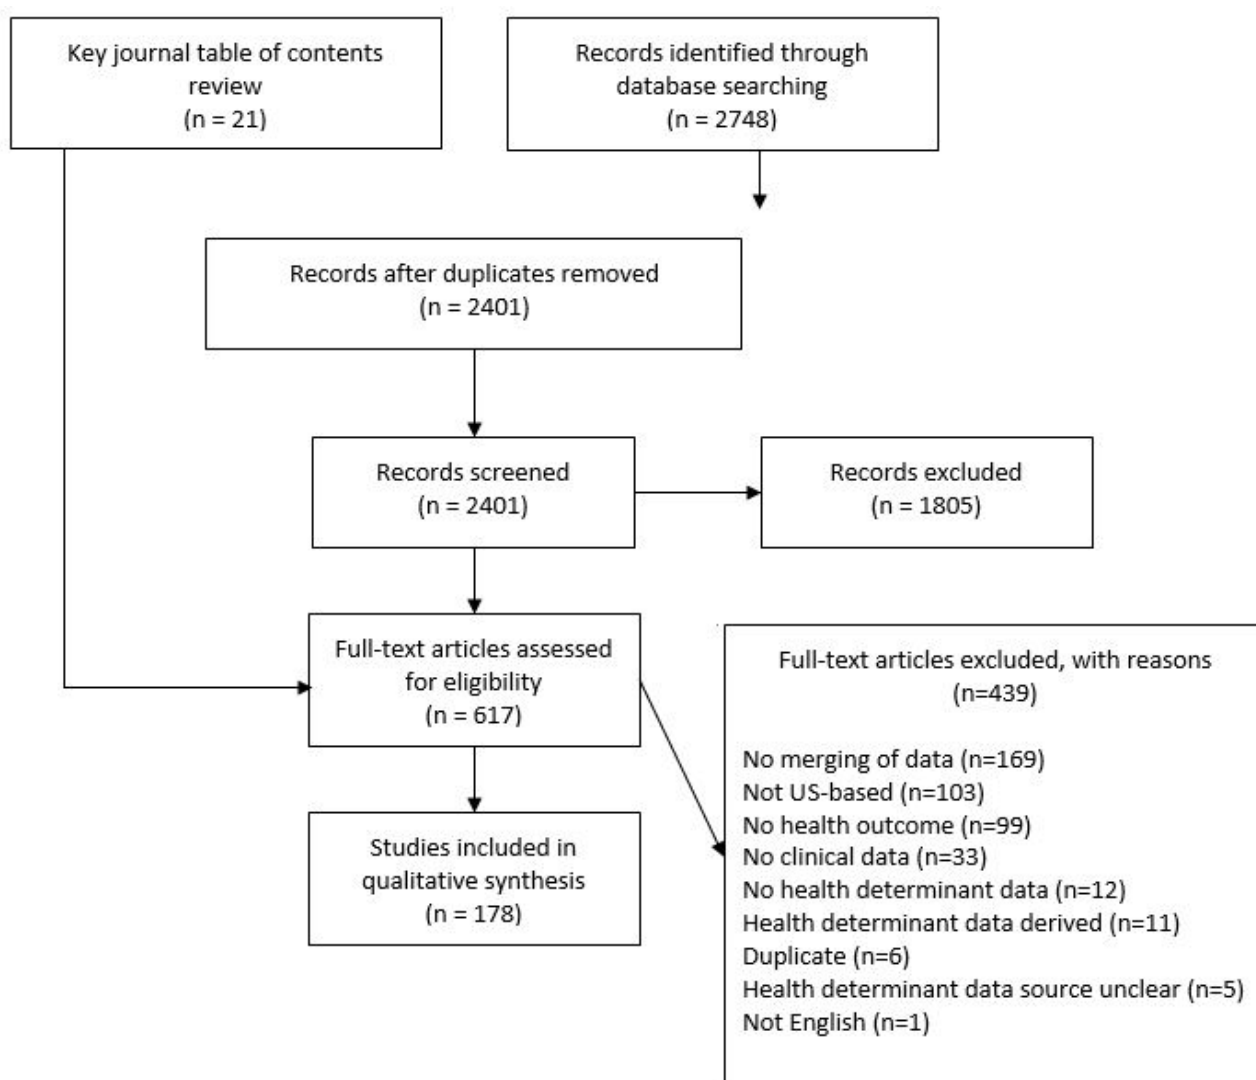 Key journal table of contents
review
(n = 21)
Records identified through
database searching
(n = 2748)
Records after duplicates removed
(n = 2401)
Records screened
(n = 2401)
Records excluded
(n = 1805)
Full-text articles assessed
for eligibility
(n = 617)
Full-text articles excluded, with reasons
(n=439)
No merging of data (n=169)
Not US-based (n=103)
No health outcome (n=99)
No clinical data (n=33)
No health determinant data (n=12)
Health determinant data derived (n=11)
Duplicate (n=6)
Health determinant data source unclear (n=5)
Not English (n=1)
Studies included in
qualitative synthesis
(n = 178)